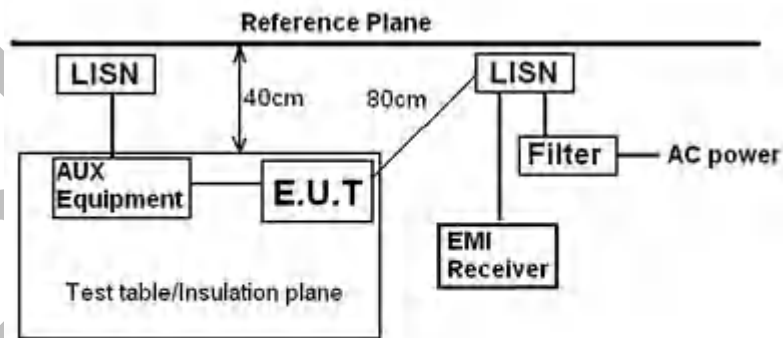 Reference Plane
LISN
40cm
80cm
LISN
AUX
Equipment
E.U.T
Filter
AC power
EMI
Receiver
Test table/Insulation plane